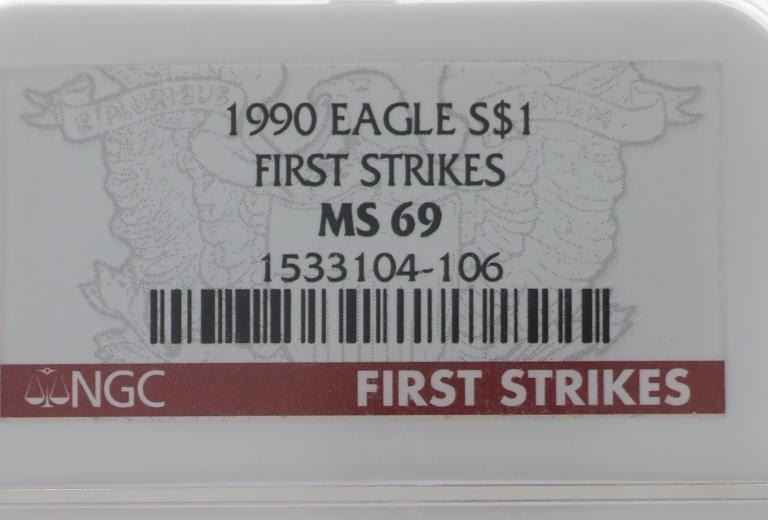 1990 EAGLE S$1
FIRST STRIKES
MS 69
1533104-106
NGC FIRST STRIKES